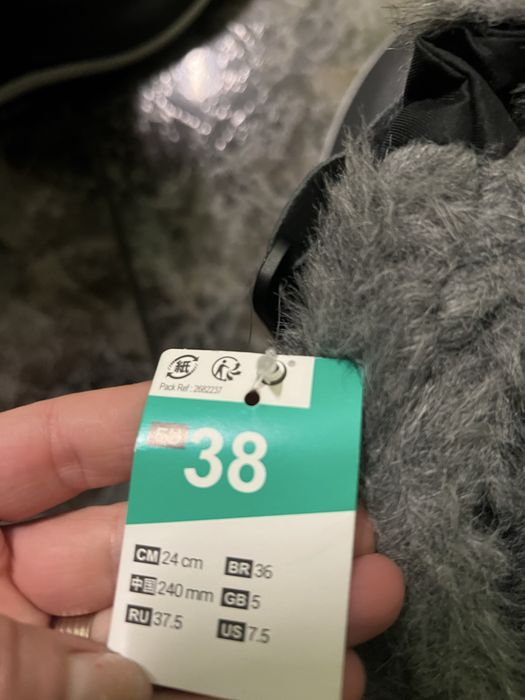 紙
Pack Ref : 2682237
EU 38
CM 24 cm BR 36
中国 240 mm GB 5
RU 37.5 US 7.5